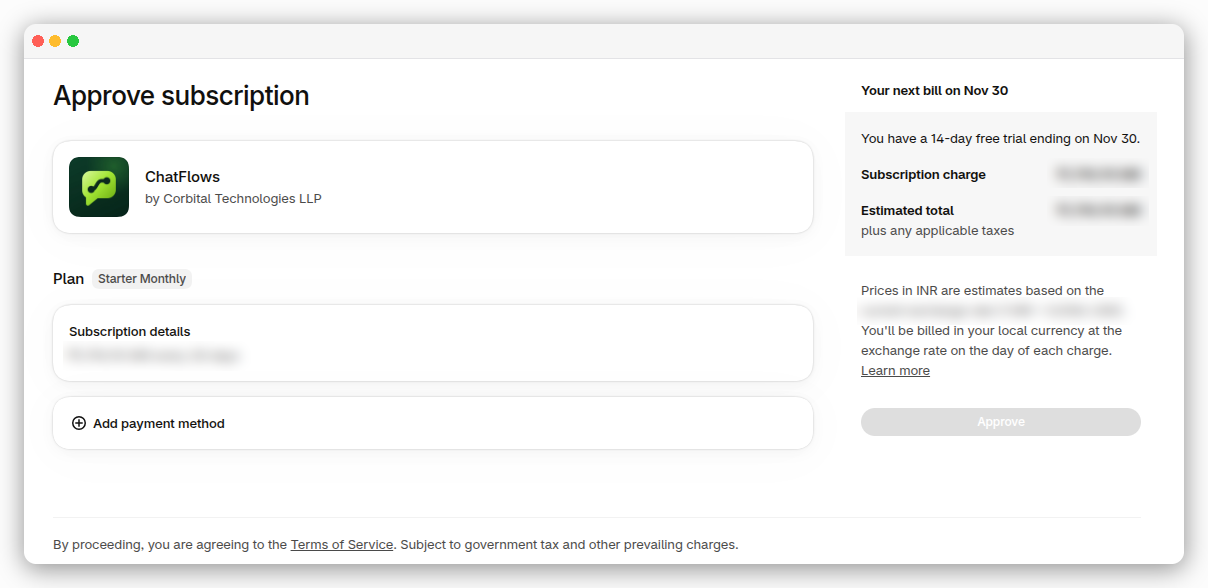 Approve subscription
ChatFlows
by Corbital Technologies LLP
Plan
Starter Monthly
Subscription details
Add payment method
Your next bill on Nov 30
You have a 14-day free trial ending on Nov 30.
Subscription charge
Estimated total
plus any applicable taxes
Prices in INR are estimates based on the
You'll be billed in your local currency at the
exchange rate on the day of each charge.
Learn more
Approve
By proceeding, you are agreeing to the Terms of Service. Subject to government tax and other prevailing charges.